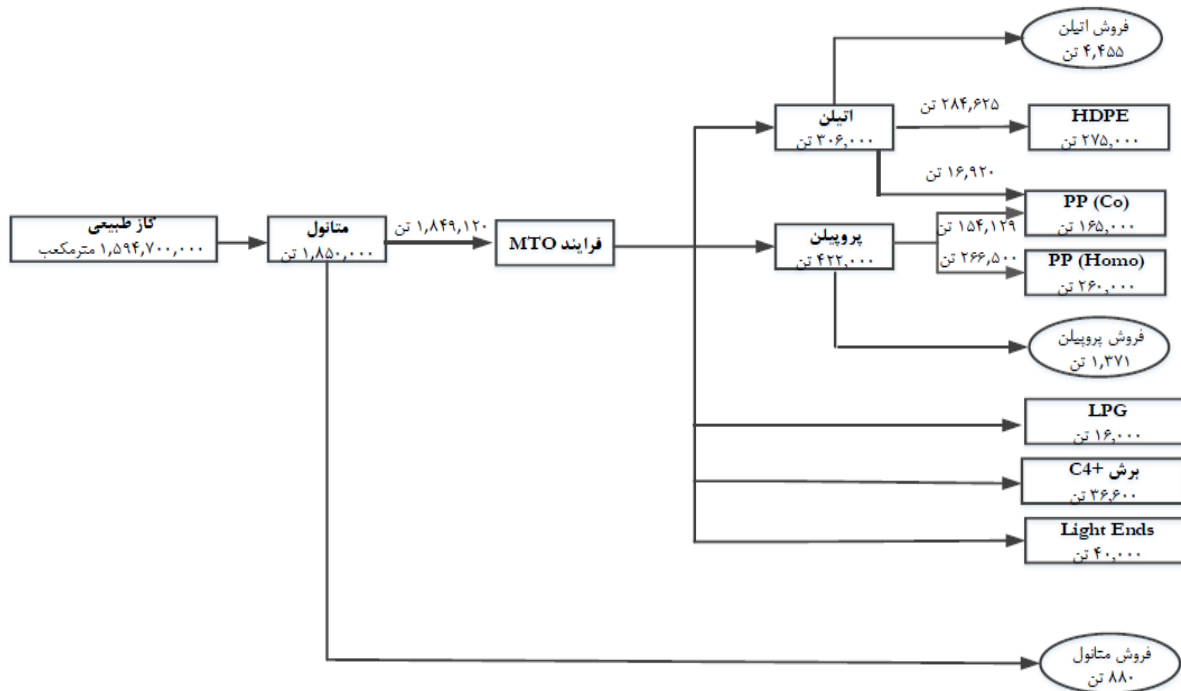 فروش اتیلن
۴,۴۵۵ تن
اتیلن
۳۰۶,۰۰۰ تن
۲۸۴,۶۲۵ تن
HDPE
۲۷۵,۰۰۰ تن
۱۶,۹۲۰ تن
PP (Co)
۱۶۵,۰۰۰ تن
گاز طبیعی
۱,۵۹۴,۷۰۰,۰۰۰ مترمکعب
متانول
۱,۸۵۰,۰۰۰ تن
۱,۸۴۹,۱۲۰ تن
فرایند MTO
پروپیلن
۴۲۲,۰۰۰ تن
۱۵۴,۱۲۹ تن
۲۶۶,۵۰۰ تن
PP (Homo)
۲۶۰,۰۰۰ تن
فروش پروپیلن
۱,۳۷۱ تن
LPG
۱۶,۰۰۰ تن
برش C4+
۳۶,۶۰۰ تن
Light Ends
۴۰,۰۰۰ تن
فروش متانول
۸۸۰ تن